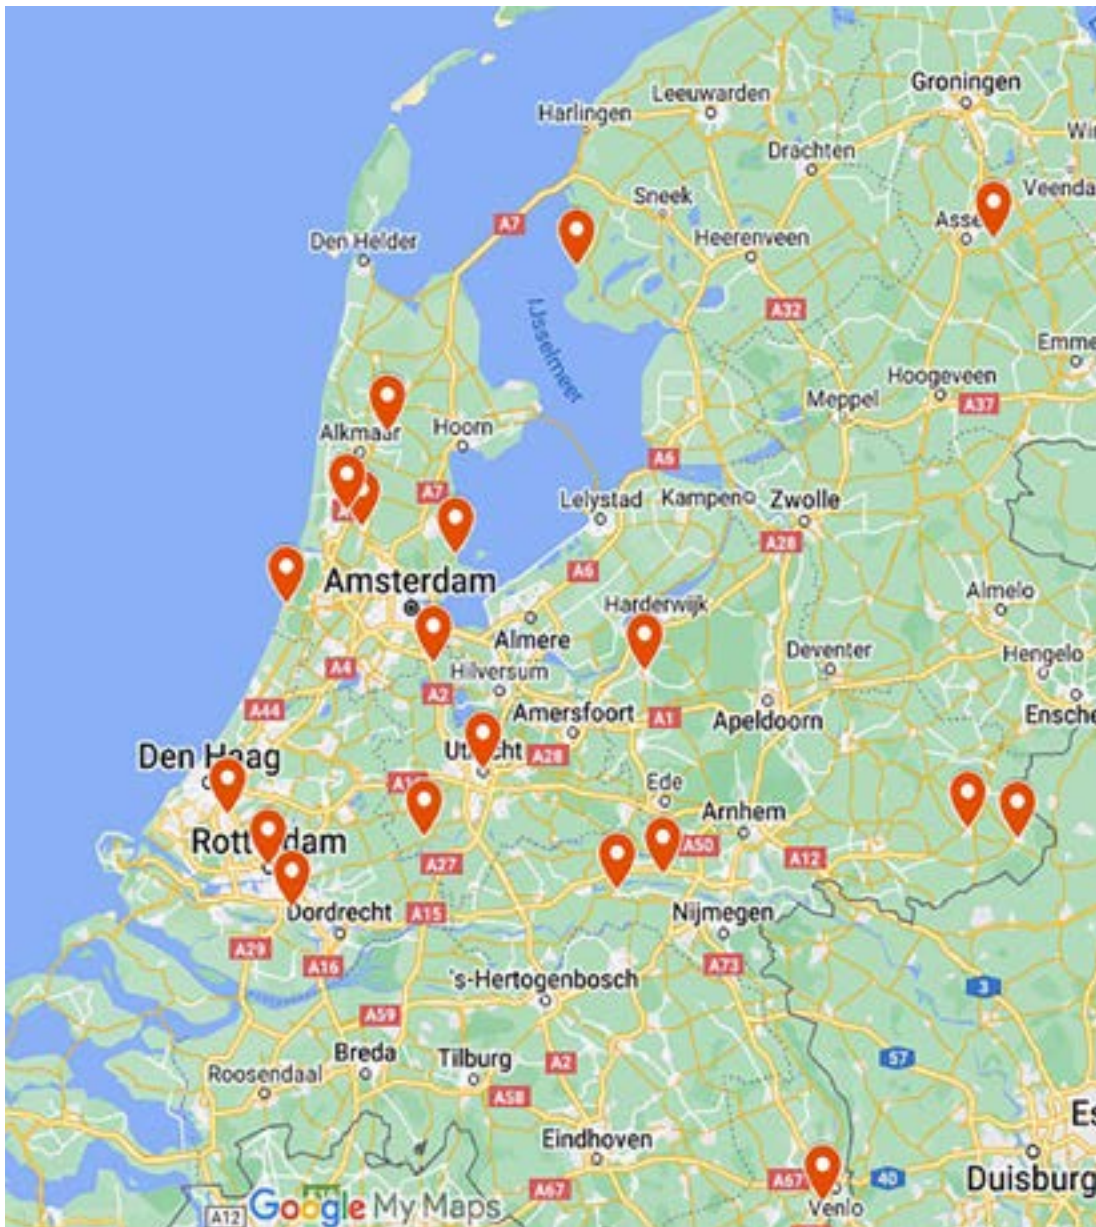 Groningen
Leeuwarden
Harlingen
Drachten
Veenda
Sneek
A7
Asse
Den Helder
Heerenveen
IJsselmeer
A32
Emme
Hoogeveen
Meppel
A37
Alkmaar
Hoorn
A6
A7
Lelystad
Kampen
Zwolle
A28
A6
Amsterdam
Almelo
Harderwijk
Almere
Deventer
Hengelo
A4
Hilversum
A2
A44
Amersfoort
A1
Apeldoorn
Ensche
Den Haag
Utrecht
A28
Ede
Arnhem
Rotterdam
A50
A27
A12
Dordrecht
A15
Nijmegen
A29
A16
A73
's-Hertogenbosch
3
A59
Breda
Tilburg
A2
57
Roosendaal
A58
Es
Eindhoven
A67
40
Duisburg
A67
A12
Google My Maps
Venlo